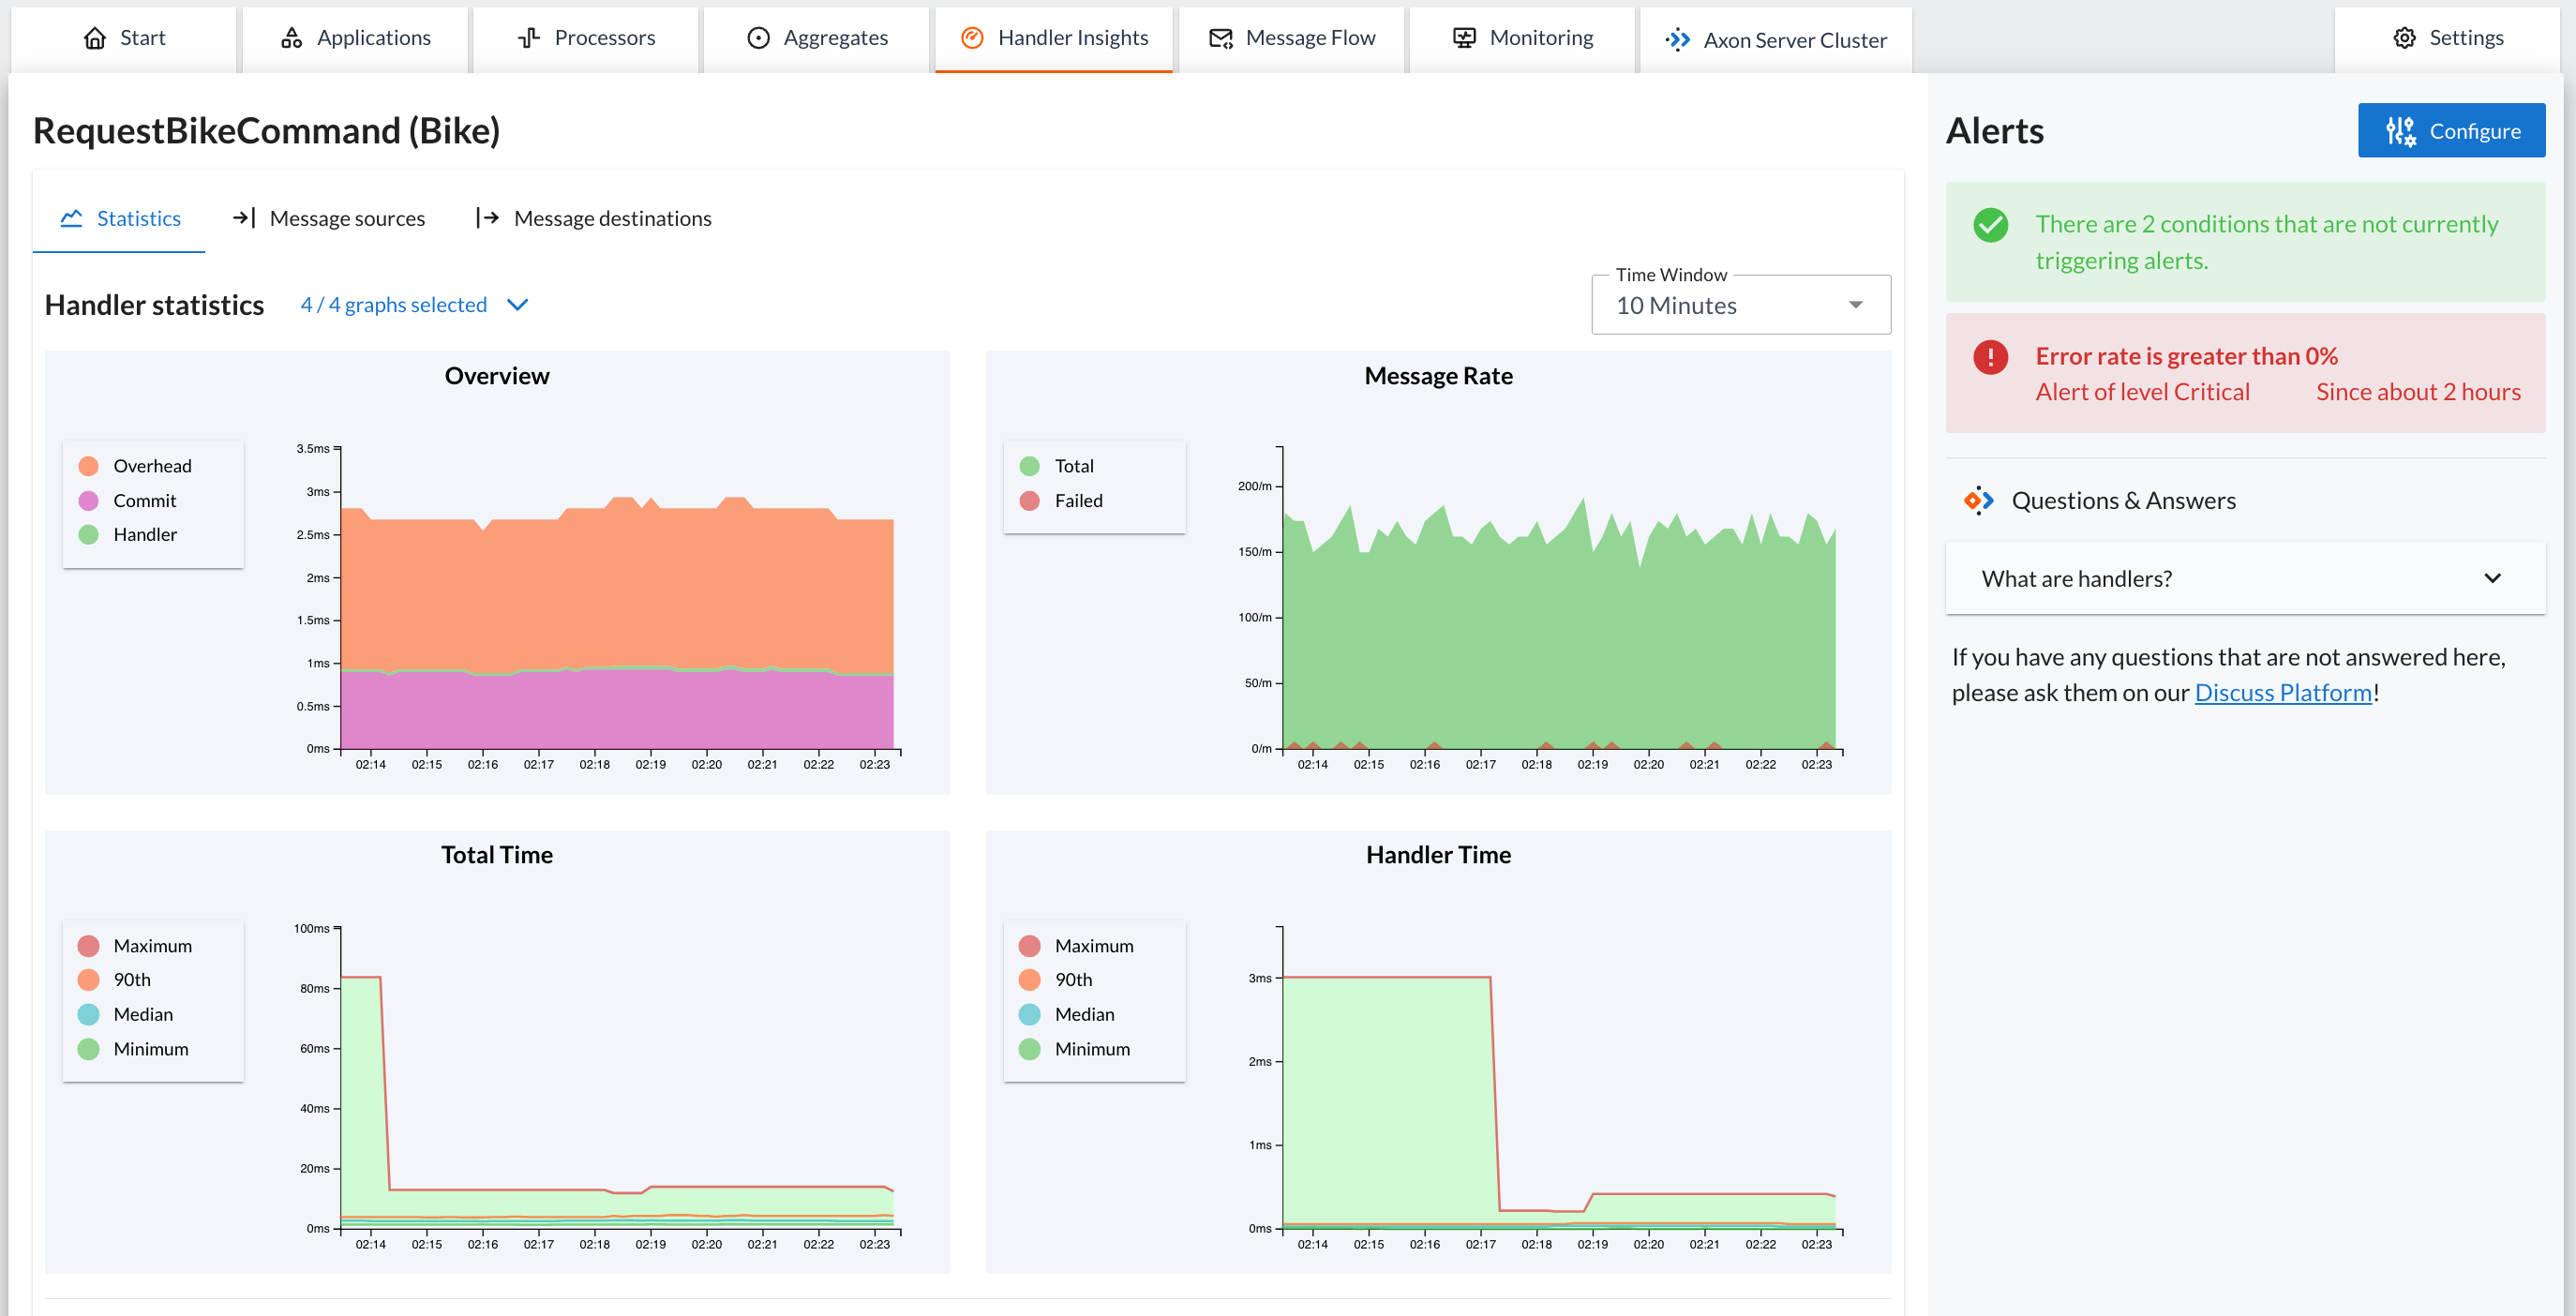 Start
Applications
Processors
Aggregates
Handler Insights
Message Flow
Monitoring
Axon Server Cluster
Settings
RequestBikeCommand (Bike)
Statistics
Message sources
Message destinations
Handler statistics
4 / 4 graphs selected
Time Window
10 Minutes
Overview
Overhead
Commit
Handler
3.5ms
3ms
2.5ms
2ms
1.5ms
1ms
0.5ms
0ms
02:14 02:15 02:16 02:17 02:18 02:19 02:20 02:21 02:22 02:23
Message Rate
Total
Failed
200/m
150/m
100/m
50/m
0/m
02:14 02:15 02:16 02:17 02:18 02:19 02:20 02:21 02:22 02:23
Total Time
Maximum
90th
Median
Minimum
100ms
80ms
60ms
40ms
20ms
0ms
02:14 02:15 02:16 02:17 02:18 02:19 02:20 02:21 02:22 02:23
Handler Time
Maximum
90th
Median
Minimum
3ms
2ms
1ms
0ms
02:14 02:15 02:16 02:17 02:18 02:19 02:20 02:21 02:22 02:23
Alerts
Configure
There are 2 conditions that are not currently
triggering alerts.
Error rate is greater than 0%
Alert of level Critical Since about 2 hours
Questions & Answers
What are handlers?
If you have any questions that are not answered here,
please ask them on our Discuss Platform!